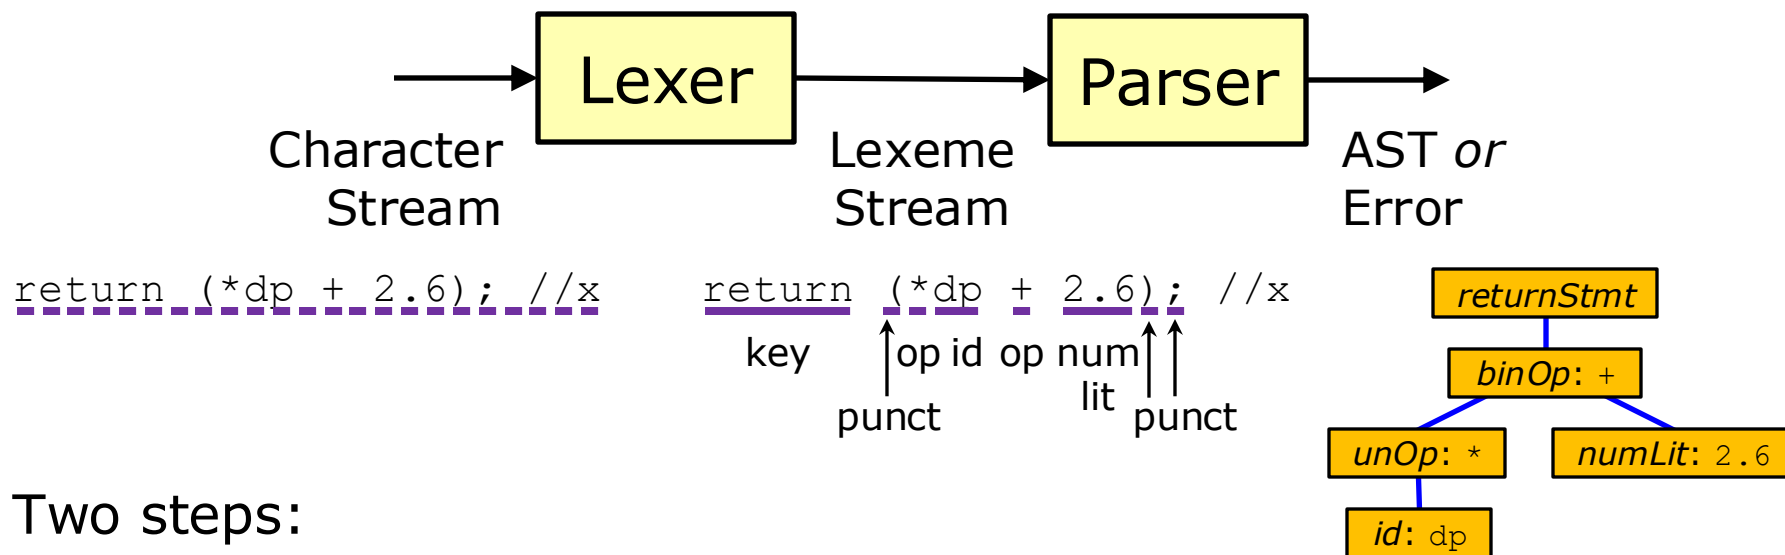 Lexer
Parser
Character
Stream
Lexeme
Stream
AST or
Error
return (*dp + 2.6); //x
return (*dp + 2.6); //x
key
op
id
op
num
lit
punct
punct
returnStmt
binOp: +
unOp: *
numLit: 2.6
id: dp
Two steps: